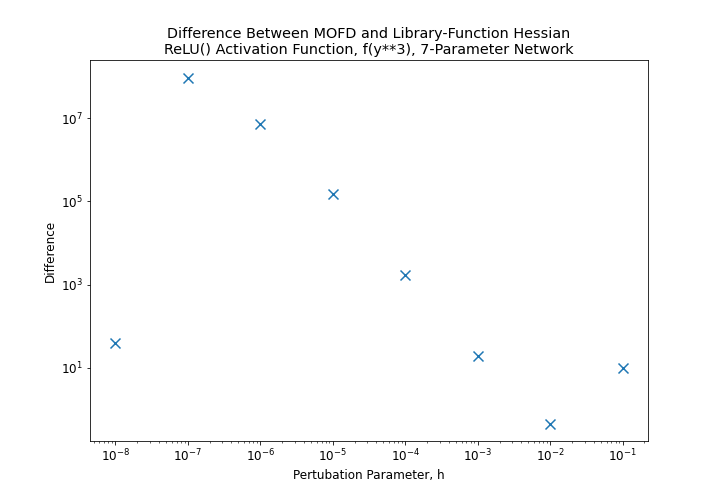 Difference Between MOFD and Library-Function Hessian
ReLU() Activation Function, f(y**3), 7-Parameter Network
Difference
10^7
10^5
10^3
10^1
10^-8 10^-7 10^-6 10^-5 10^-4 10^-3 10^-2 10^-1
Pertubation Parameter, h